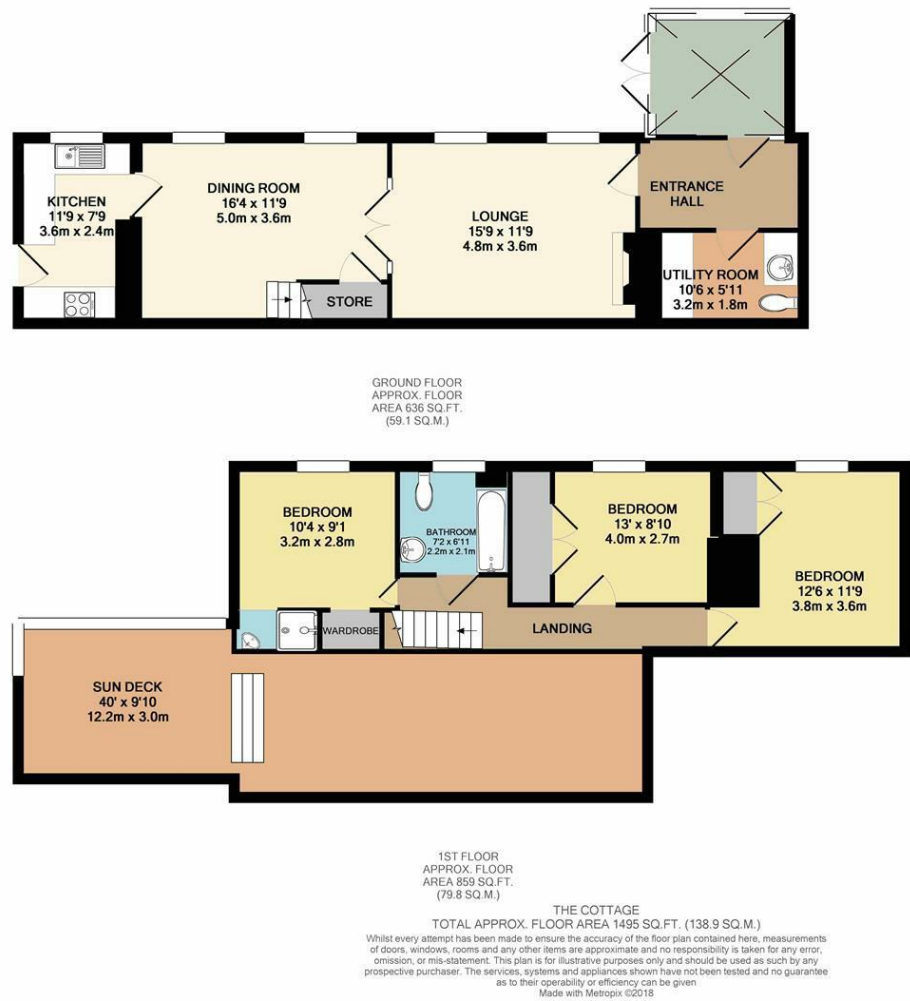 KITCHEN
11'9 x 7'9
3.6m x 2.4m
DINING ROOM
16'4 x 11'9
5.0m x 3.6m
STORE
LOUNGE
15'9 x 11'9
4.8m x 3.6m
ENTRANCE
HALL
UTILITY ROOM
10'6 x 5'11
3.2m x 1.8m
GROUND FLOOR
APPROX. FLOOR
AREA 636 SQ.FT.
(59.1 SQ.M.)
BEDROOM
10'4 x 9'1
3.2m x 2.8m
BATHROOM
7'2 x 6'11
2.2m x 2.1m
BEDROOM
13' x 8'10
4.0m x 2.7m
BEDROOM
12'6 x 11'9
3.8m x 3.6m
WARDROBE
LANDING
SUN DECK
40' x 9'10
12.2m x 3.0m
1ST FLOOR
APPROX. FLOOR
AREA 859 SQ.FT.
(79.8 SQ.M.)
THE COTTAGE
TOTAL APPROX. FLOOR AREA 1495 SQ.FT. (138.9 SQ.M.)
Whilst every attempt has been made to ensure the accuracy of the floor plan contained here, measurements
of doors, windows, rooms and any other items are approximate and no responsibility is taken for any error,
omission, or mis-statement. This plan is for illustrative purposes only and should be used as such by any
prospective purchaser. The services, systems and appliances shown have not been tested and no guarantee
as to their operability or efficiency can be given
Made with Metropix ©2018